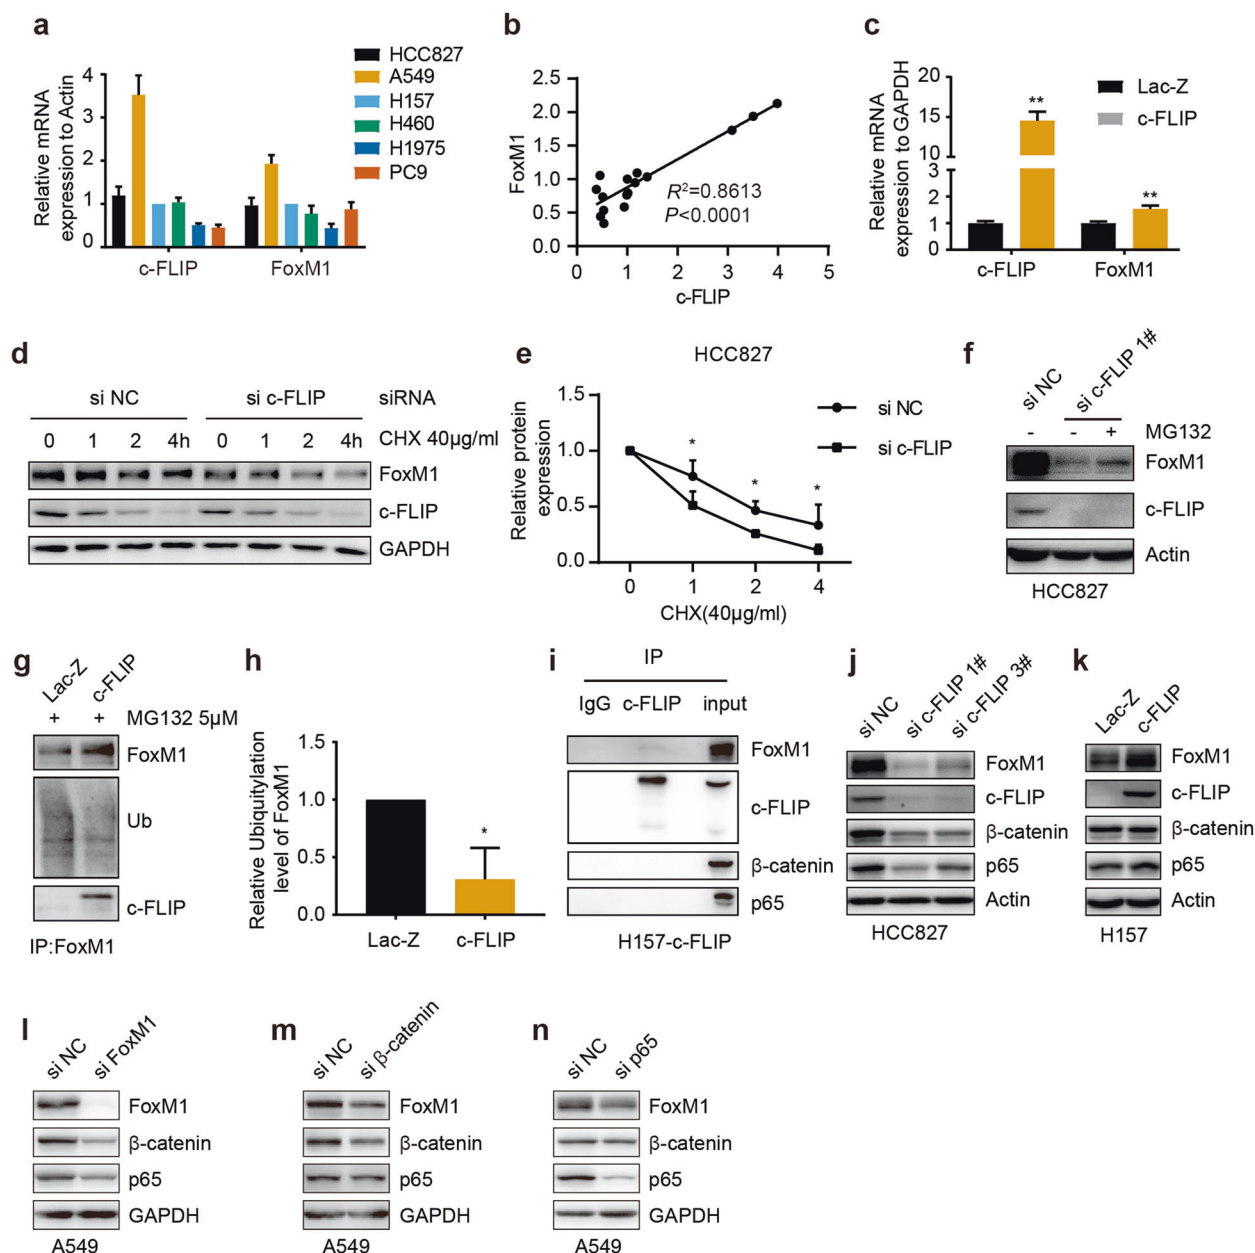 a
Relative mRNA
expression to Actin
4
2
1
0
c-FLIP
FoxM1
HCC827
A549
H157
H460
H1975
PC9
b
FoxM1
2.5
2.0
1.5
1.0
0.5
0.0
R²=0.8613
P<0.0001
0 1 2 3 4 5
c-FLIP
c
Relative mRNA
expression to GAPDH
20
15
10
3
2
1
0
**
**
c-FLIP
FoxM1
Lac-Z
c-FLIP
d
si NC si c-FLIP siRNA
0 1 2 4h 0 1 2 4h CHX 40μg/ml
FoxM1
c-FLIP
GAPDH
e
HCC827
Relative protein
expression
1.5
1.0
0.5
0.0
* * *
0 1 2 4
CHX(40μg/ml)
si NC
si c-FLIP
f
si NC
si c-FLIP 1#
- - + MG132
FoxM1
c-FLIP
Actin
HCC827
g
Lac-Z
c-FLIP
+ + MG132 5μM
FoxM1
Ub
c-FLIP
IP:FoxM1
h
Relative Ubiquitylation
level of FoxM1
1.5
1.0
0.5
0.0
*
Lac-Z c-FLIP
i
IP
IgG c-FLIP input
FoxM1
c-FLIP
β-catenin
p65
H157-c-FLIP
j
si NC
si c-FLIP 1#
si c-FLIP 3#
FoxM1
c-FLIP
β-catenin
p65
Actin
HCC827
k
Lac-Z
c-FLIP
FoxM1
c-FLIP
β-catenin
p65
Actin
H157
l
si NC
si FoxM1
FoxM1
β-catenin
p65
GAPDH
A549
m
si NC
si β-catenin
FoxM1
β-catenin
p65
GAPDH
A549
n
si NC
si p65
FoxM1
β-catenin
p65
GAPDH
A549